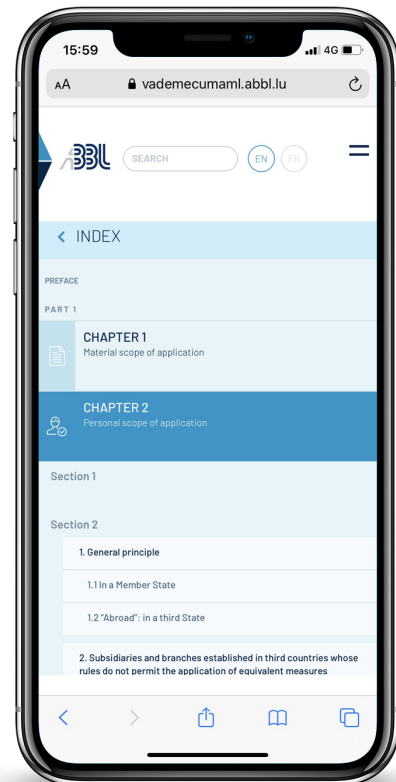 15:59
4G
AA
vademecumaml.abbl.lu
ABBL
SEARCH
EN
FR
INDEX
PREFACE
PART 1
CHAPTER 1
Material scope of application
CHAPTER 2
Personal scope of application
Section 1
Section 2
1. General principle
1.1 In a Member State
1.2 "Abroad": in a third State
2. Subsidiaries and branches established in third countries whose
rules do not permit the application of equivalent measures